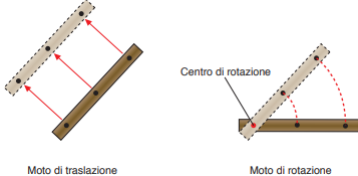 Centro di rotazione
Moto di traslazione
Moto di rotazione